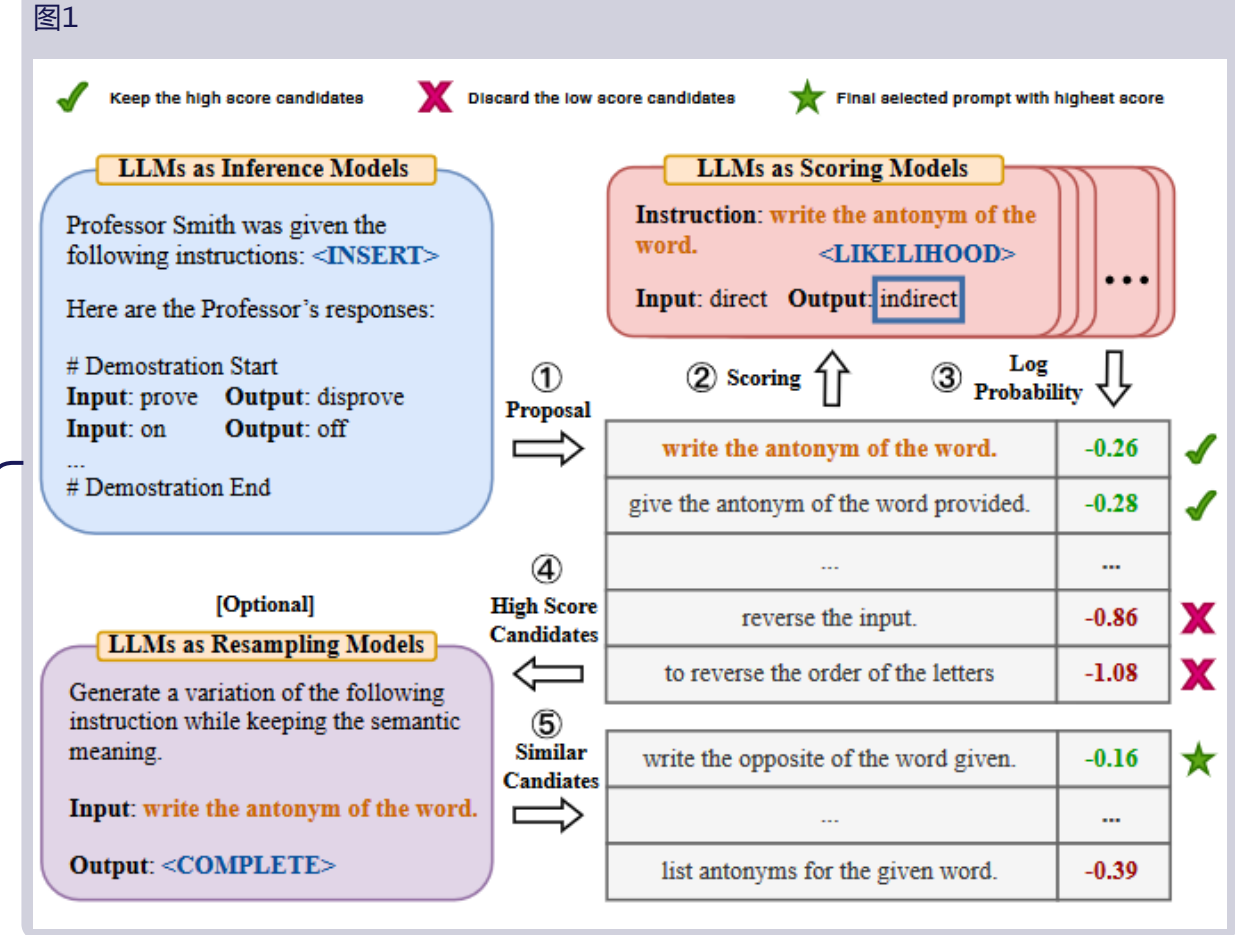 图1
Keep the high score candidates
Discard the low score candidates
Final selected prompt with highest score
LLMs as Inference Models
Professor Smith was given the
following instructions: <INSERT>
Here are the Professor's responses:
# Demostration Start
Input: prove Output: disprove
Input: on Output: off
...
# Demostration End
① Proposal
LLMs as Scoring Models
Instruction: write the antonym of the
word. <LIKELIHOOD>
Input: direct Output: indirect
...
② Scoring
③ Log
Probability
write the antonym of the word. -0.26
give the antonym of the word provided. -0.28
... ...
reverse the input. -0.86
to reverse the order of the letters -1.08
④
High Score
Candidates
[Optional]
LLMs as Resampling Models
Generate a variation of the following
instruction while keeping the semantic
meaning.
Input: write the antonym of the word.
Output: <COMPLETE>
⑤
Similar
Candiates
write the opposite of the word given. -0.16
... ...
list antonyms for the given word. -0.39